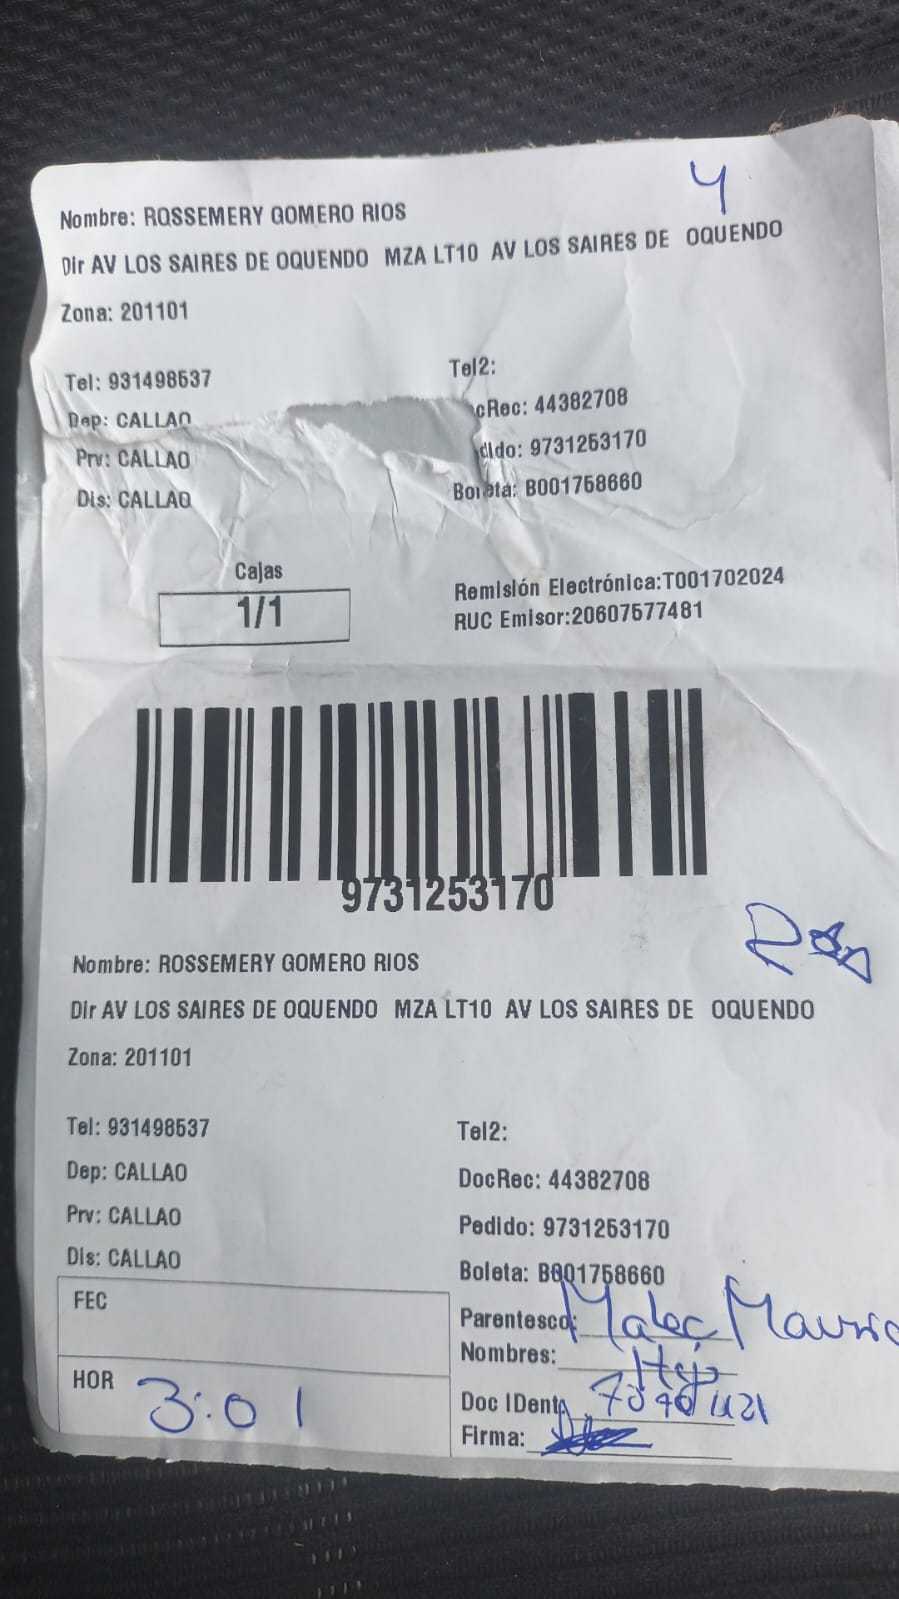 4
Nombre: ROSSEMERY GOMERO RIOS
Dir AV LOS SAIRES DE OQUENDO MZA LT10 AV LOS SAIRES DE OQUENDO
Zona: 201101
Tel: 931498537
Tel2:
Dep: CALLAO
cRec: 44382708
Prv: CALLAO
dido: 9731253170
Dis: CALLAO
Boleta: B001758660
Cajas
1/1
Remisión Electrónica:T001702024
RUC Emisor:20607577481
9731253170
Nombre: ROSSEMERY GOMERO RIOS
Dir AV LOS SAIRES DE OQUENDO MZA LT10 AV LOS SAIRES DE OQUENDO
Zona: 201101
Tel: 931498537
Tel2:
Dep: CALLAO
DocRec: 44382708
Prv: CALLAO
Pedido: 9731253170
Dis: CALLAO
Boleta: B001758660
FEC
Parentesco:
Nombres:
HOR 3:01
Doc IDent
Firma: